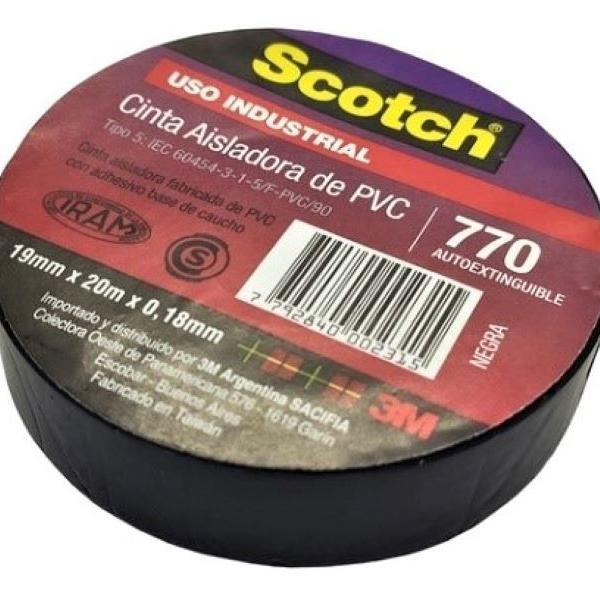 Scotch®
USO INDUSTRIAL
Cinta Aisladora de PVC
Tipo 5: IEC 60454-3-1-5/F-PVC/90
Cinta aisladora fabricada de PVC
con adhesivo base de caucho
770
AUTOEXTINGUIBLE
IRAM
S
19mm x 20m x 0,18mm
7 792840 002315
NEGRA
Importado y distribuido por 3M Argentina SACIFIA
Colectora Oeste de Panamericana 576 - 1619 Garín
Escobar - Buenos Aires
Fabricado en Taiwán
3M